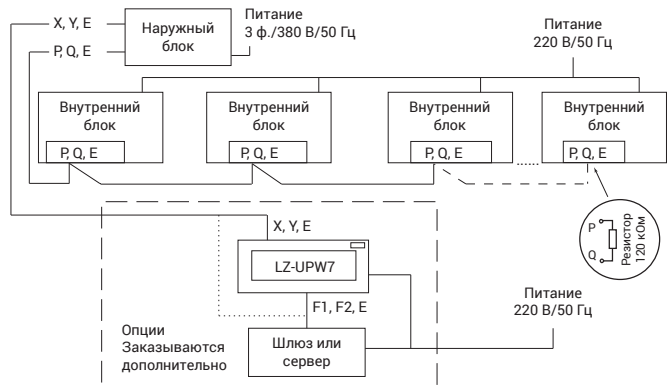 X, Y, E
P, Q, E
Наружный
блок
Питание
3 ф./380 В/50 Гц
Питание
220 В/50 Гц
Внутренний
блок
P, Q, E
Внутренний
блок
P, Q, E
Внутренний
блок
P, Q, E
Внутренний
блок
P, Q, E
P
Q
Резистор
120 кОм
X, Y, E
LZ-UPW7
F1, F2, E
Опции
Заказываются
дополнительно
Шлюз или
сервер
Питание
220 В/50 Гц